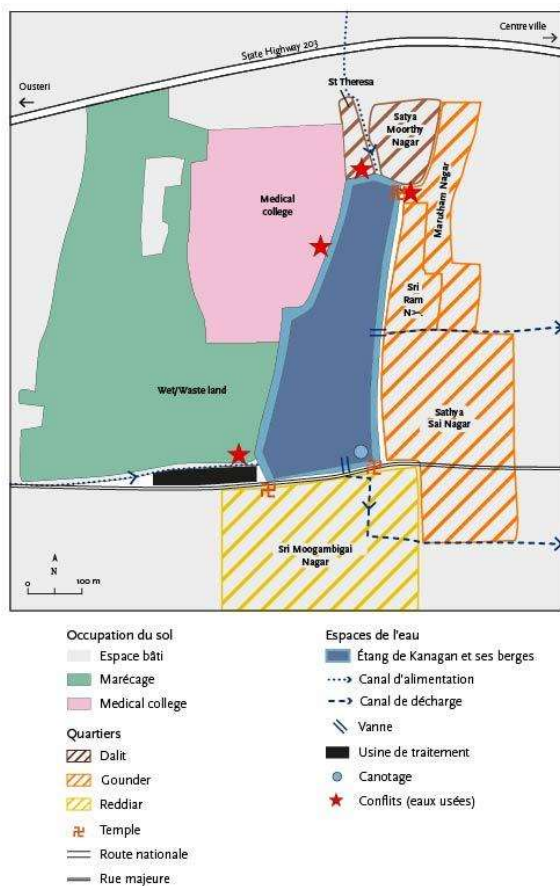 Centre ville
State Highway 203
Ousteri
St Theresa
Satya
Moorthy
Nagar
Marutham Nagar
Medical
college
Sri
Ram
Wet/Waste land
Sathya
Sai Nagar
Sri Moogambigai
Nagar
A
N
0 100 m
Occupation du sol
Espace bâti
Marécage
Medical college
Quartiers
Dalit
Gounder
Reddiar
Temple
Route nationale
Rue majeure
Espaces de l'eau
Étang de Kanagan et ses berges
Canal d'alimentation
Canal de décharge
Vanne
Usine de traitement
Canotage
Conflits (eaux usées)